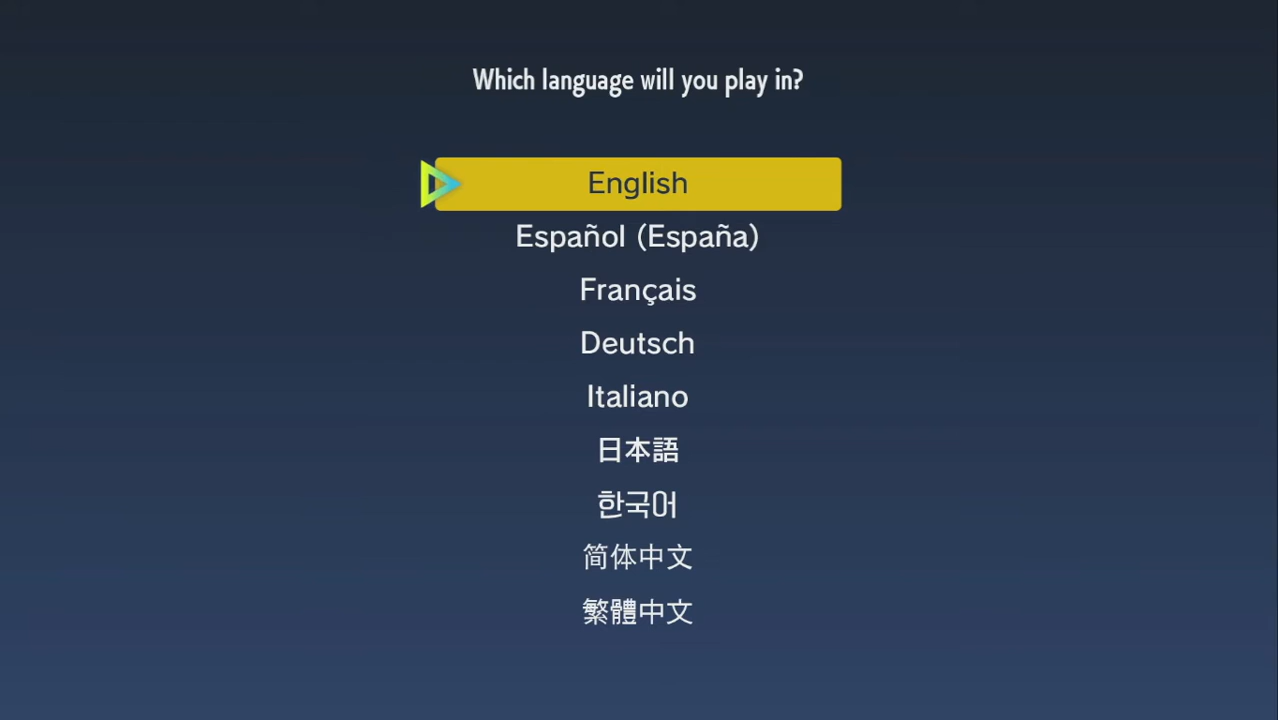 Which language will you play in?
English
Español (España)
Français
Deutsch
Italiano
日本語
한국어
简体中文
繁體中文